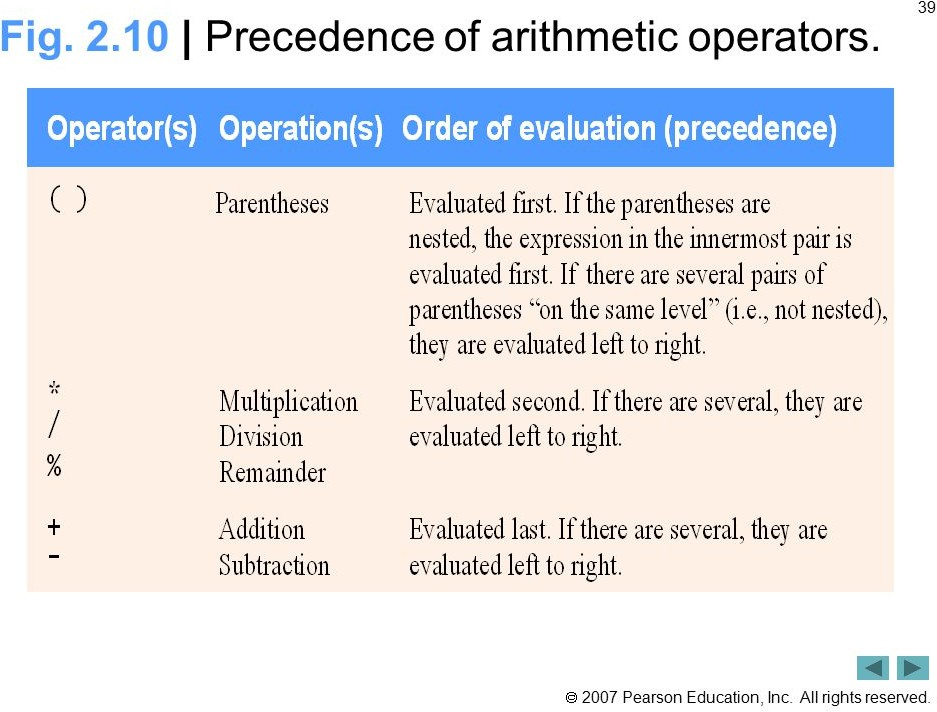 39
Fig. 2.10 | Precedence of arithmetic operators.
Operator(s) Operation(s) Order of evaluation (precedence)
( ) Parentheses Evaluated first. If the parentheses are
nested, the expression in the innermost pair is
evaluated first. If there are several pairs of
parentheses “on the same level” (i.e., not nested),
they are evaluated left to right.
* Multiplication Evaluated second. If there are several, they are
/ Division evaluated left to right.
% Remainder
+ Addition Evaluated last. If there are several, they are
- Subtraction evaluated left to right.
© 2007 Pearson Education, Inc. All rights reserved.